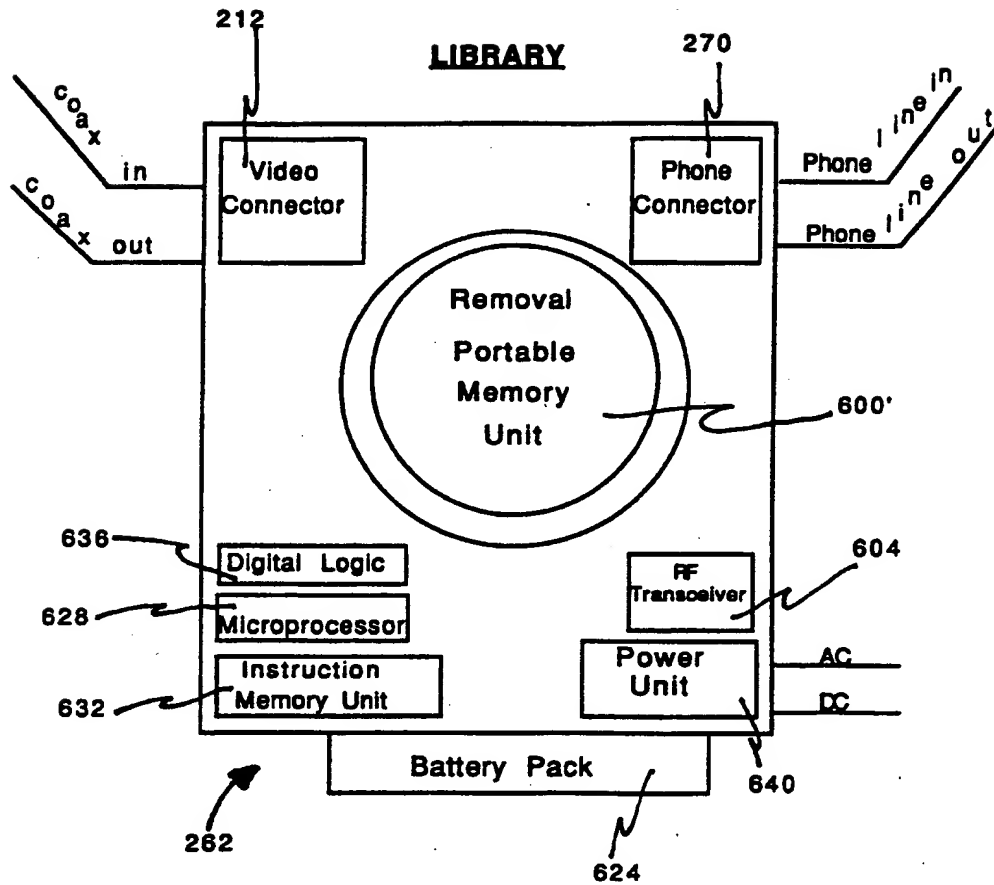 212
LIBRARY
270
coax in
coax out
Video
Connector
Phone
Connector
Phone line in
Phone line out
Removal
Portable
Memory
Unit
600'
636
Digital Logic
628
Microprocessor
632
Instruction
Memory Unit
RF
Transceiver
604
Power
Unit
AC
DC
640
Battery Pack
262
624